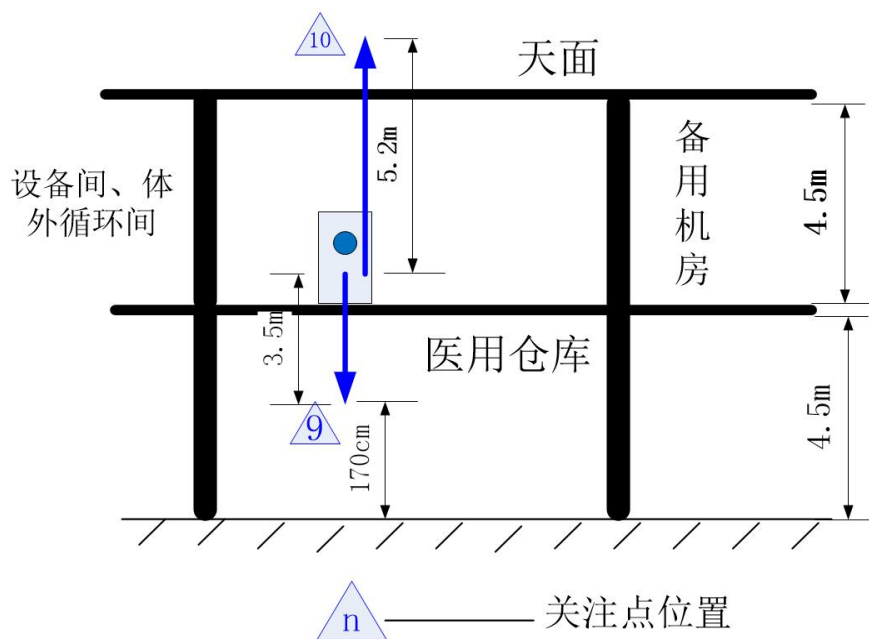 10
天面
5.2m
备用机房
4.5m
设备间、体
外循环间
3.5m
医用仓库
9
170cm
4.5m
n
关注点位置